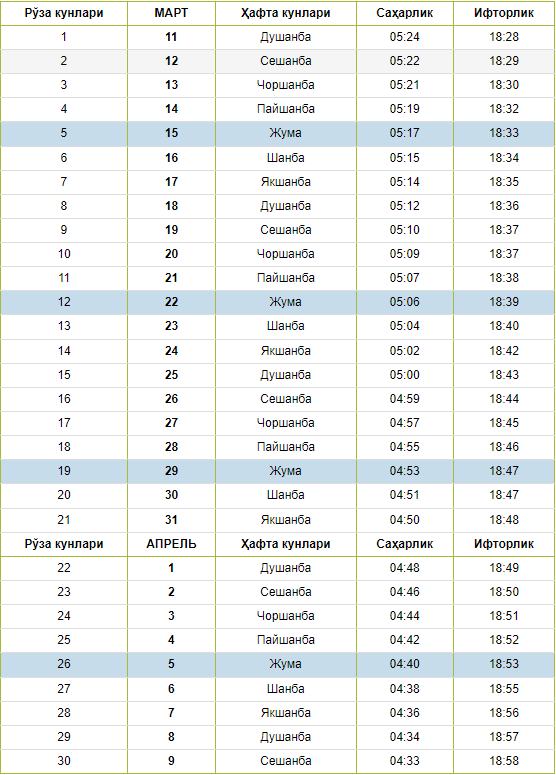 Рўза кунлари МАРТ Ҳафта кунлари Саҳарлик Ифторлик
1 11 Душанба 05:24 18:28
2 12 Сешанба 05:22 18:29
3 13 Чоршанба 05:21 18:30
4 14 Пайшанба 05:19 18:32
5 15 Жума 05:17 18:33
6 16 Шанба 05:15 18:34
7 17 Якшанба 05:14 18:35
8 18 Душанба 05:12 18:36
9 19 Сешанба 05:10 18:37
10 20 Чоршанба 05:09 18:37
11 21 Пайшанба 05:07 18:38
12 22 Жума 05:06 18:39
13 23 Шанба 05:04 18:40
14 24 Якшанба 05:02 18:42
15 25 Душанба 05:00 18:43
16 26 Сешанба 04:59 18:44
17 27 Чоршанба 04:57 18:45
18 28 Пайшанба 04:55 18:46
19 29 Жума 04:53 18:47
20 30 Шанба 04:51 18:47
21 31 Якшанба 04:50 18:48
Рўза кунлари АПРЕЛЬ Ҳафта кунлари Саҳарлик Ифторлик
22 1 Душанба 04:48 18:49
23 2 Сешанба 04:46 18:50
24 3 Чоршанба 04:44 18:51
25 4 Пайшанба 04:42 18:52
26 5 Жума 04:40 18:53
27 6 Шанба 04:38 18:55
28 7 Якшанба 04:36 18:56
29 8 Душанба 04:34 18:57
30 9 Сешанба 04:33 18:58